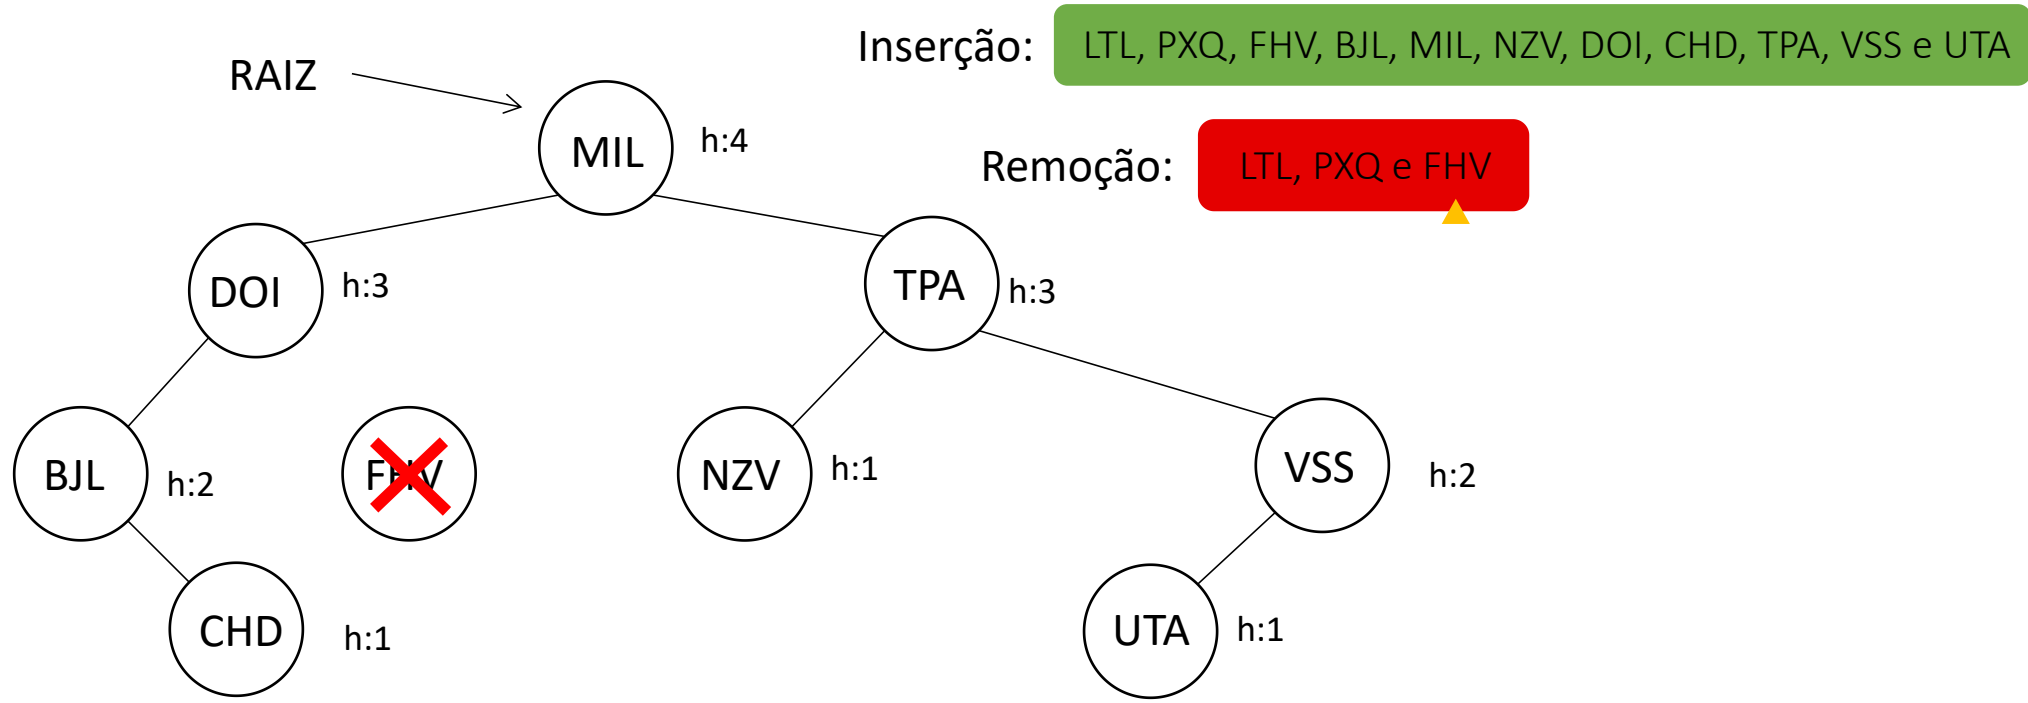 Inserção: LTL, PXQ, FHV, BJL, MIL, NZV, DOI, CHD, TPA, VSS e UTA
RAIZ
MIL h:4
Remoção: LTL, PXQ e FHV
DOI h:3
TPA h:3
BJL h:2
FHV
NZV h:1
VSS h:2
CHD h:1
UTA h:1